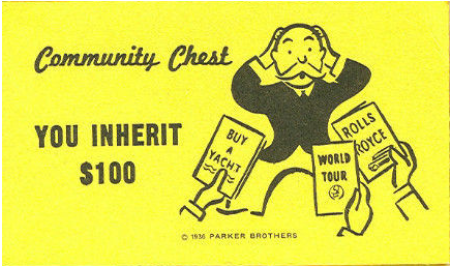 Community Chest
YOU INHERIT
$100
BUY
A
YACHT
WORLD
TOUR
ROLLS
ROYCE
© 1936 PARKER BROTHERS